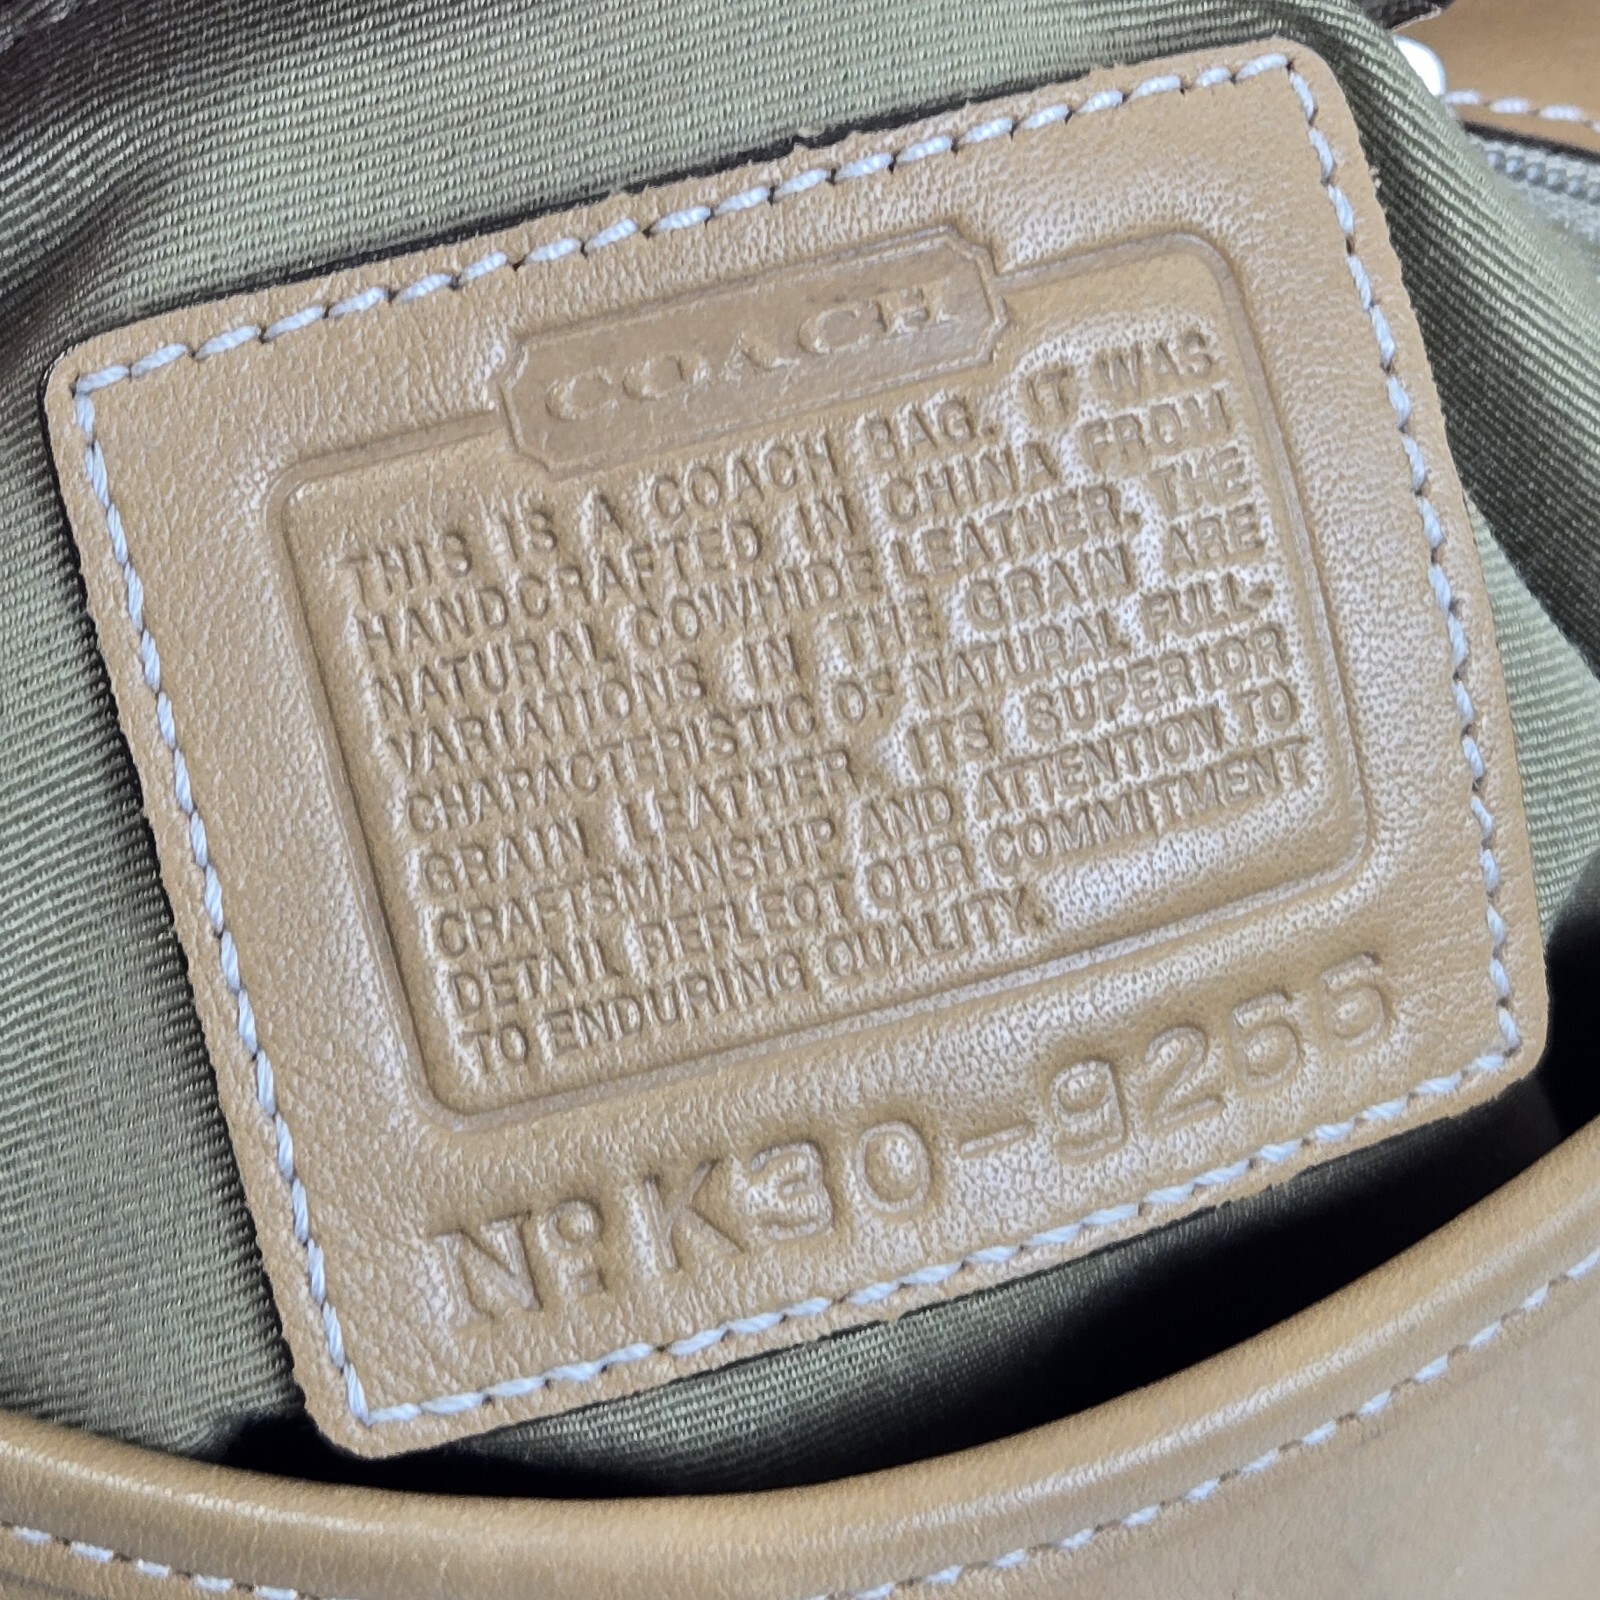 COACH
THIS IS A COACH BAG. IT WAS
HANDCRAFTED IN CHINA FROM
NATURAL COWHIDE LEATHER. THE
VARIATIONS IN THE GRAIN ARE
CHARACTERISTIC OF NATURAL FULL-
GRAIN LEATHER. ITS SUPERIOR
CRAFTSMANSHIP AND ATTENTION TO
DETAIL REFLECT OUR COMMITMENT
TO ENDURING QUALITY.
Nº K30-9255